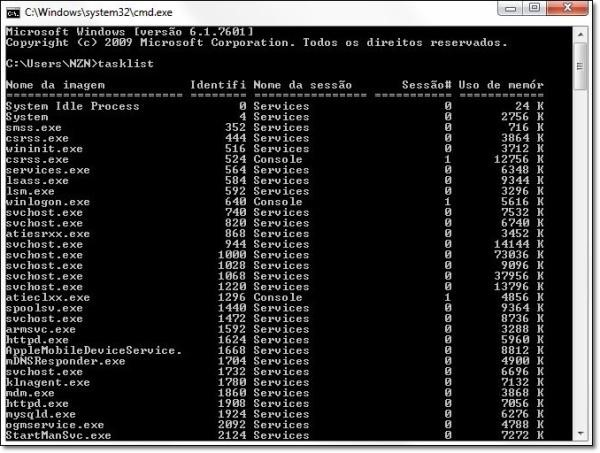 C:\Windows\system32\cmd.exe
Microsoft Windows [versão 6.1.7601]
Copyright (c) 2009 Microsoft Corporation. Todos os direitos reservados.
C:\Users\NZN>tasklist
Nome da imagem Identifi Nome da sessão Sessão# Uso de memór
========================= ======== ================ =========== ============
System Idle Process 0 Services 0 24 K
System 4 Services 0 2756 K
smss.exe 352 Services 0 716 K
csrss.exe 444 Services 0 3864 K
wininit.exe 516 Services 0 3712 K
csrss.exe 524 Console 1 12756 K
services.exe 564 Services 0 6348 K
lsass.exe 584 Services 0 9344 K
lsm.exe 592 Services 0 3296 K
winlogon.exe 640 Console 1 5616 K
svchost.exe 740 Services 0 7532 K
svchost.exe 820 Services 0 6740 K
atiesrxx.exe 868 Services 0 3452 K
svchost.exe 944 Services 0 14144 K
svchost.exe 1000 Services 0 73036 K
svchost.exe 1028 Services 0 9096 K
svchost.exe 1068 Services 0 37956 K
svchost.exe 1220 Services 0 13796 K
atieclxx.exe 1296 Console 1 4856 K
spoolsv.exe 1440 Services 0 9364 K
svchost.exe 1472 Services 0 8736 K
armsvc.exe 1592 Services 0 3288 K
httpd.exe 1624 Services 0 5960 K
AppleMobileDeviceService. 1668 Services 0 8812 K
mDNSResponder.exe 1704 Services 0 4900 K
svchost.exe 1732 Services 0 6696 K
klnagent.exe 1780 Services 0 7132 K
mdm.exe 1860 Services 0 3868 K
httpd.exe 1908 Services 0 7056 K
mysqld.exe 1924 Services 0 6276 K
ogmservice.exe 2092 Services 0 4788 K
StartManSvc.exe 2124 Services 0 7272 K